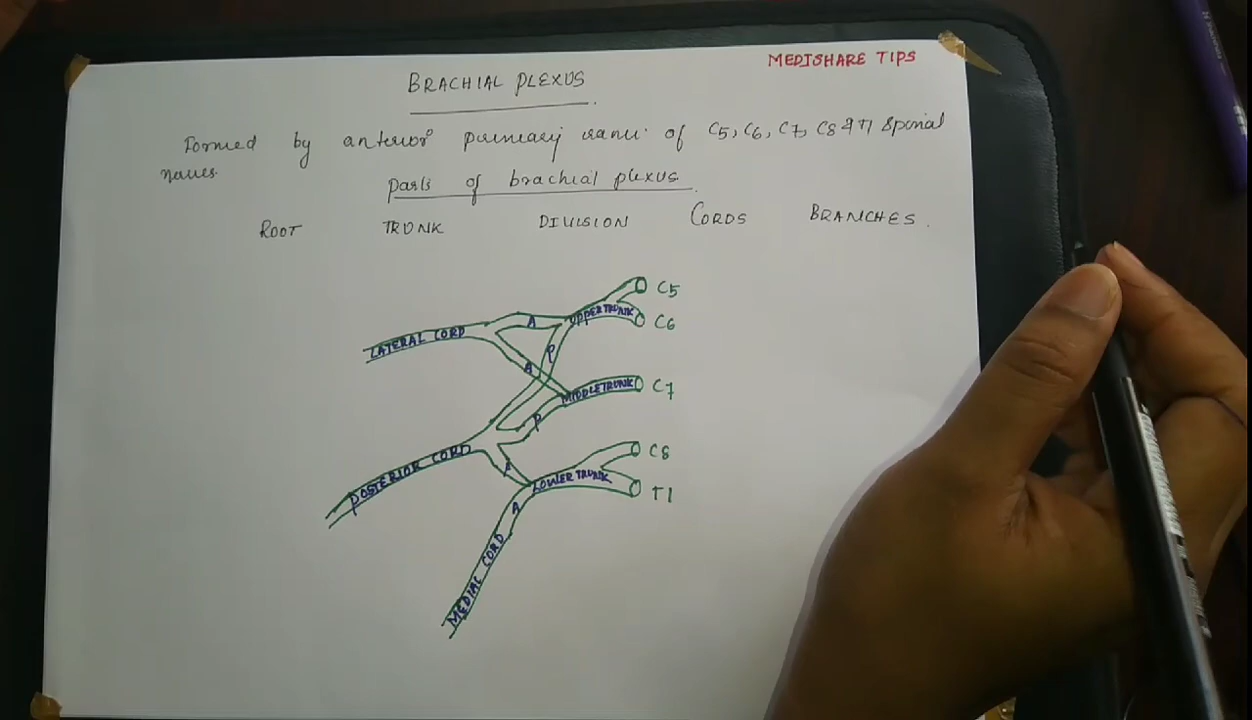 MEDISHARE TIPS
BRACHIAL PLEXUS
Formed by anterior primary rami of C5, C6, C7, C8 & T1 Spinal
nerves.
Parts of brachial plexus
ROOT TRUNK DIVISION CORDS BRANCHES.
C5
A UPPER TRUNK
C6
LATERAL CORD
P
A
MIDDLE TRUNK C7
P
POSTERIOR CORD
C8
P
LOWER TRUNK
T1
A
MEDIAL CORD